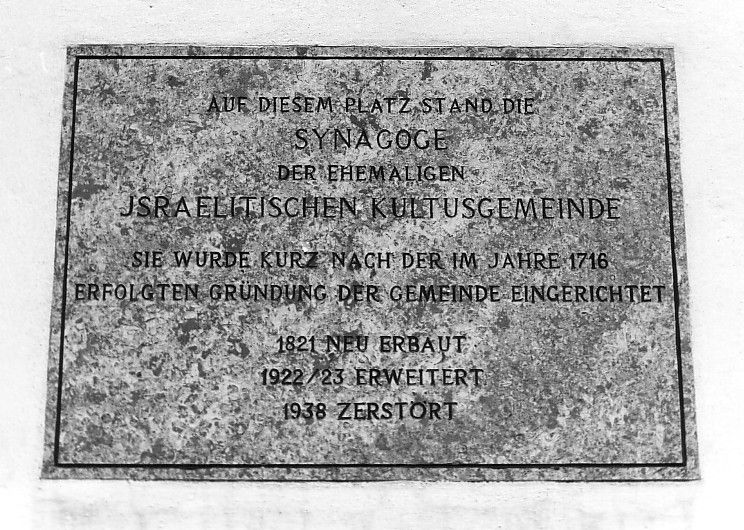 AUF DIESEM PLATZ STAND DIE
SYNAGOGE
DER EHEMALIGEN
JSRAELITISCHEN KULTUSGEMEINDE
SIE WURDE KURZ NACH DER IM JAHRE 1716
ERFOLGTEN GRÜNDUNG DER GEMEINDE EINGERICHTET
1821 NEU ERBAUT
1922/23 ERWEITERT
1938 ZERSTÖRT